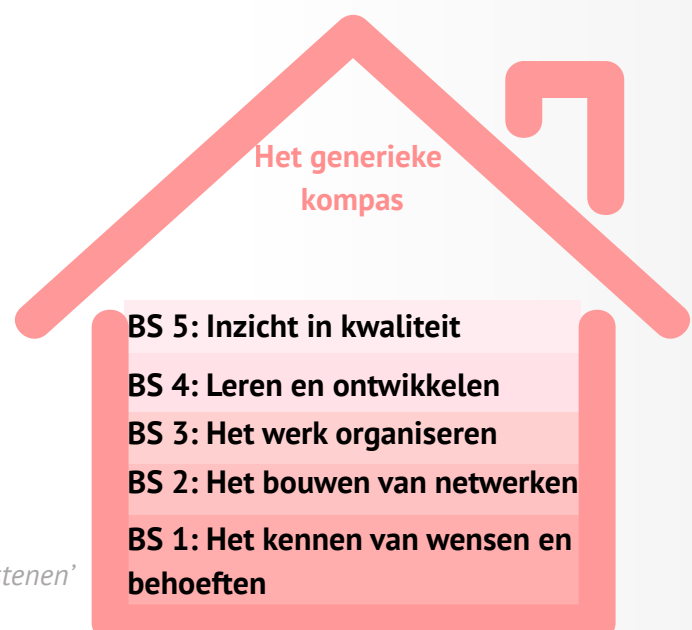 Het generieke
kompas
BS 5: Inzicht in kwaliteit
BS 4: Leren en ontwikkelen
BS 3: Het werk organiseren
BS 2: Het bouwen van netwerken
BS 1: Het kennen van wensen en
behoeften
tenen’